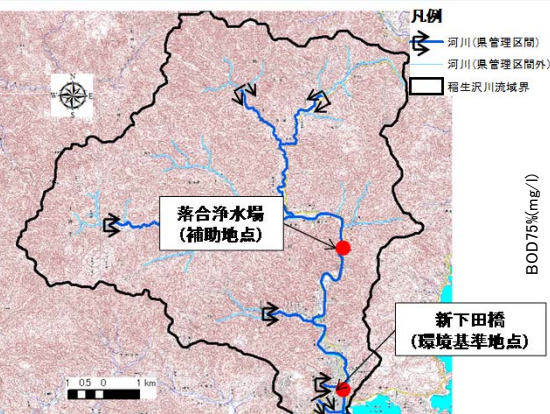 凡例
河川(県管理区間)
河川(県管理区間外)
稲生沢川流域界
N
W
E
S
落合浄水場
(補助地点)
BOD75%(mg/l)
新下田橋
(環境基準地点)
1 0.5 0 1 km